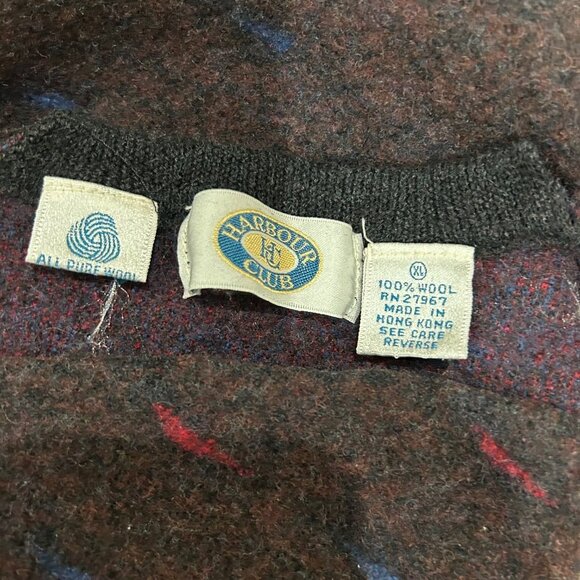 ALL PURE WOOL
HARBOUR
HC
CLUB
XL
100% WOOL
RN 27967
MADE IN
HONG KONG
SEE CARE
REVERSE